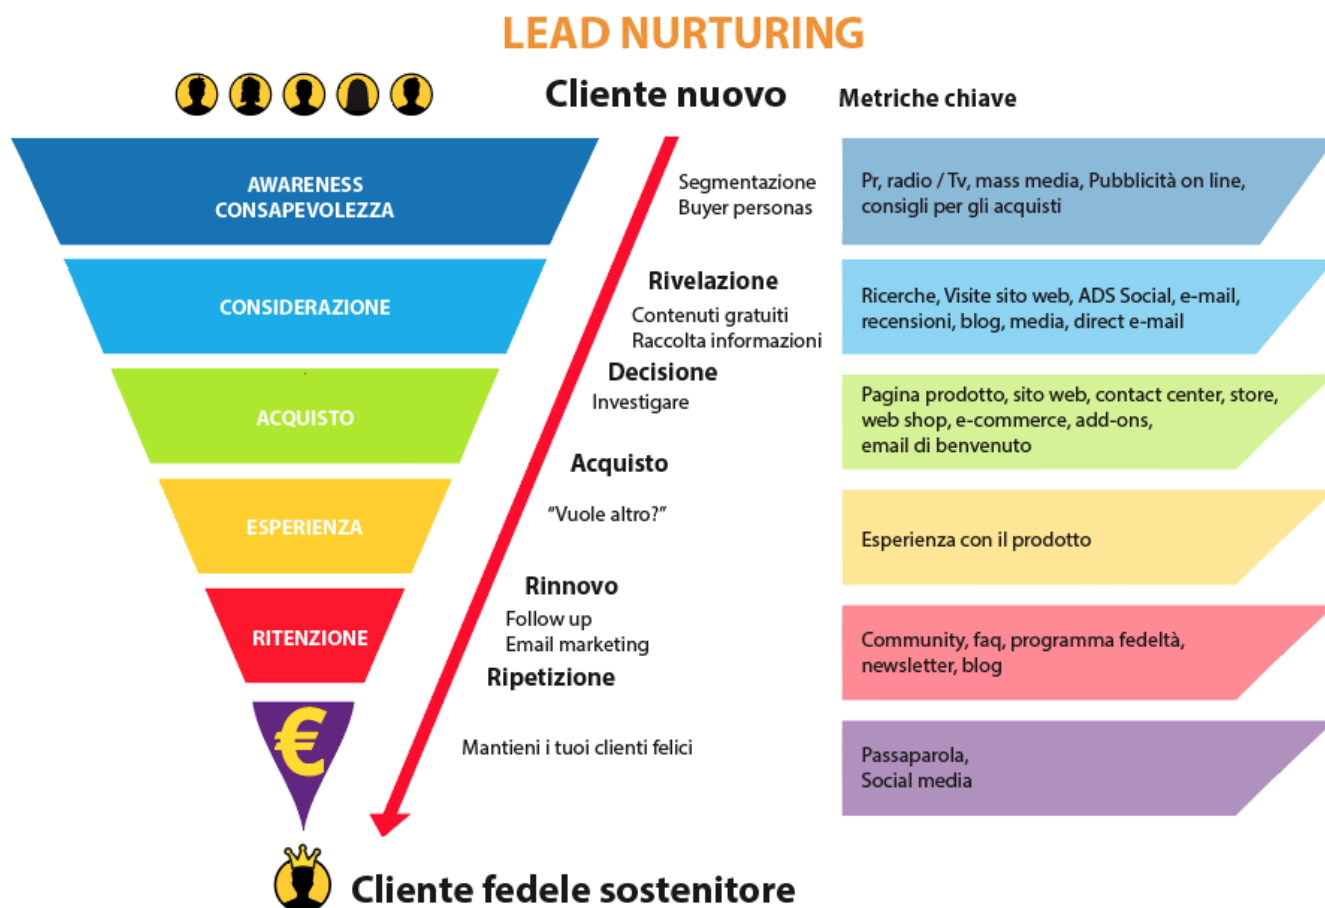 LEAD NURTURING
Cliente nuovo
Metriche chiave
AWARENESS
CONSAPEVOLEZZA
Segmentazione
Buyer personas
Pr, radio / Tv, mass media, Pubblicità on line,
consigli per gli acquisti
CONSIDERAZIONE
Rivelazione
Contenuti gratuiti
Raccolta informazioni
Ricerche, Visite sito web, ADS Social, e-mail,
recensioni, blog, media, direct e-mail
ACQUISTO
Decisione
Investigare
Pagina prodotto, sito web, contact center, store,
web shop, e-commerce, add-ons,
email di benvenuto
Acquisto
ESPERIENZA
“Vuole altro?”
Esperienza con il prodotto
RITENZIONE
Rinnovo
Follow up
Email marketing
Community, faq, programma fedeltà,
newsletter, blog
Ripetizione
€
Mantieni i tuoi clienti felici
Passaparola,
Social media
Cliente fedele sostenitore